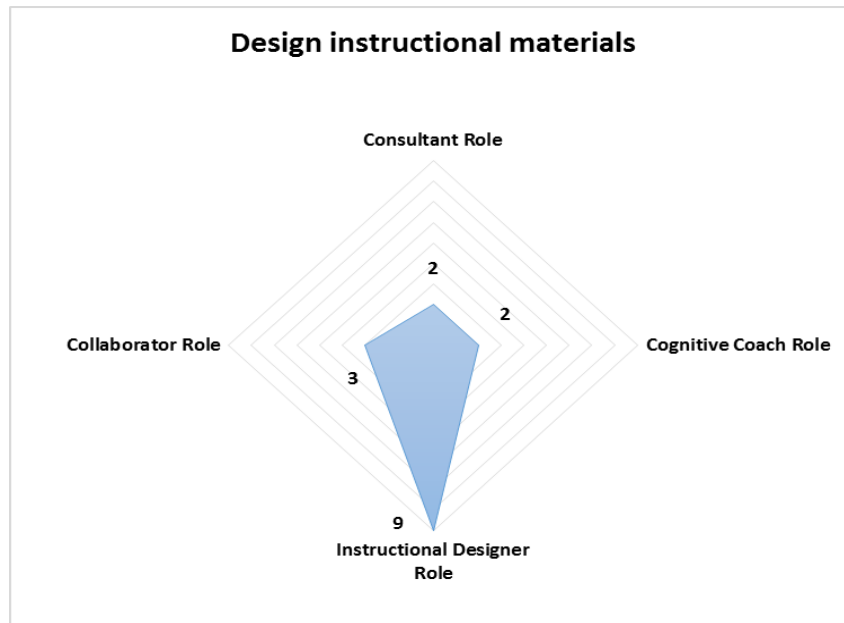 Design instructional materials
Consultant Role
2
2
Collaborator Role
Cognitive Coach Role
3
9
Instructional Designer
Role